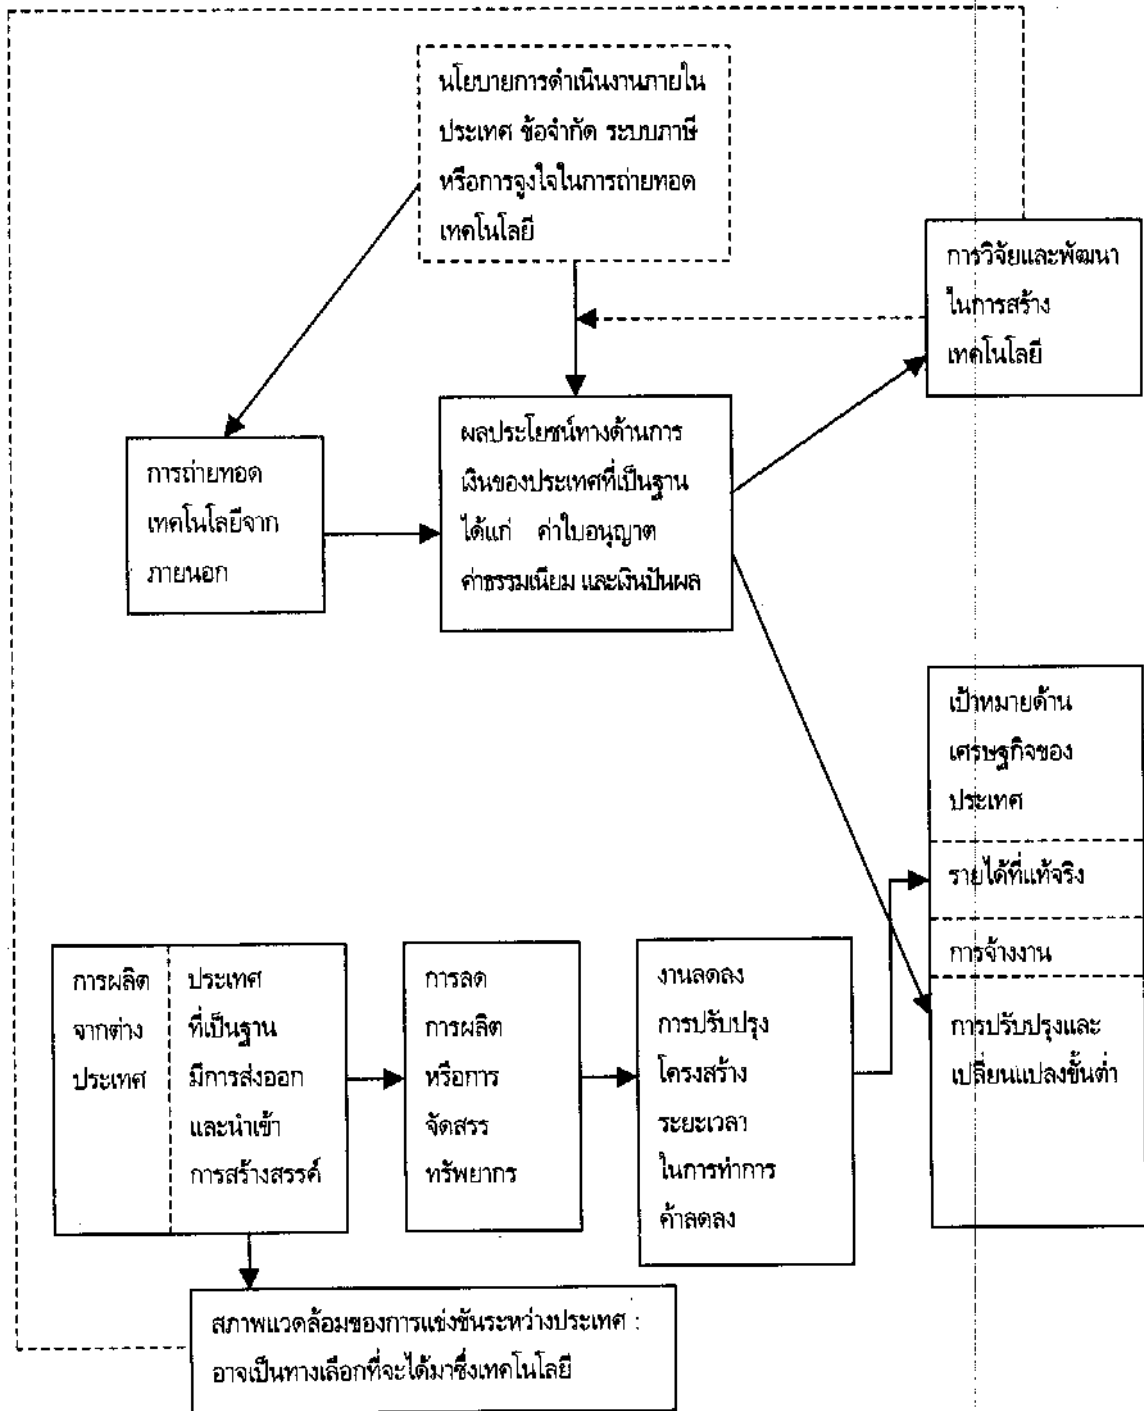 นโยบายการดำเนินงานภายใน
ประเทศ ข้อจำกัด ระบบภาษี
หรือการจูงใจในการถ่ายทอด
เทคโนโลยี
การวิจัยและพัฒนา
ในการสร้าง
เทคโนโลยี
การถ่ายทอด
เทคโนโลยีจาก
ภายนอก
ผลประโยชน์ทางด้านการ
เงินของประเทศที่เป็นฐาน
ได้แก่ ค่าใบอนุญาต
ค่าธรรมเนียม และเงินปันผล
เป้าหมายด้าน
เศรษฐกิจของ
ประเทศ
รายได้ที่แท้จริง
การจ้างงาน
การปรับปรุงและ
เปลี่ยนแปลงขั้นต่ำ
การผลิต
จากต่าง
ประเทศ
ประเทศ
ที่เป็นฐาน
มีการส่งออก
และนำเข้า
การสร้างสรรค์
การลด
การผลิต
หรือการ
จัดสรร
ทรัพยากร
งานลดลง
การปรับปรุง
โครงสร้าง
ระยะเวลา
ในการทำการ
ค้าลดลง
สภาพแวดล้อมของการแข่งขันระหว่างประเทศ :
อาจเป็นทางเลือกที่จะได้มาซึ่งเทคโนโลยี